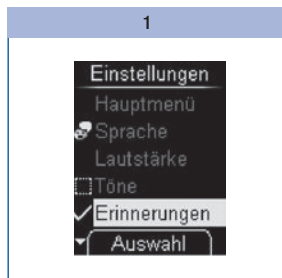 1
Einstellungen
Hauptmenü
Sprache
Lautstärke
Töne
Erinnerungen
Auswahl